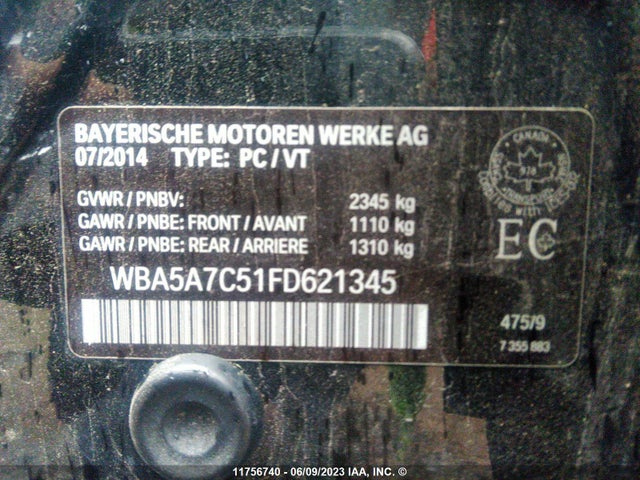 BAYERISCHE MOTOREN WERKE AG
07/2014 TYPE: PC / VT
GVWR / PNBV: 2345 kg
GAWR / PNBE: FRONT / AVANT 1110 kg
GAWR / PNBE: REAR / ARRIERE 1310 kg
WBA5A7C51FD621345
CANADA
EC
475/9
7 355 883
11756740 - 06/09/2023 IAA, INC. ©